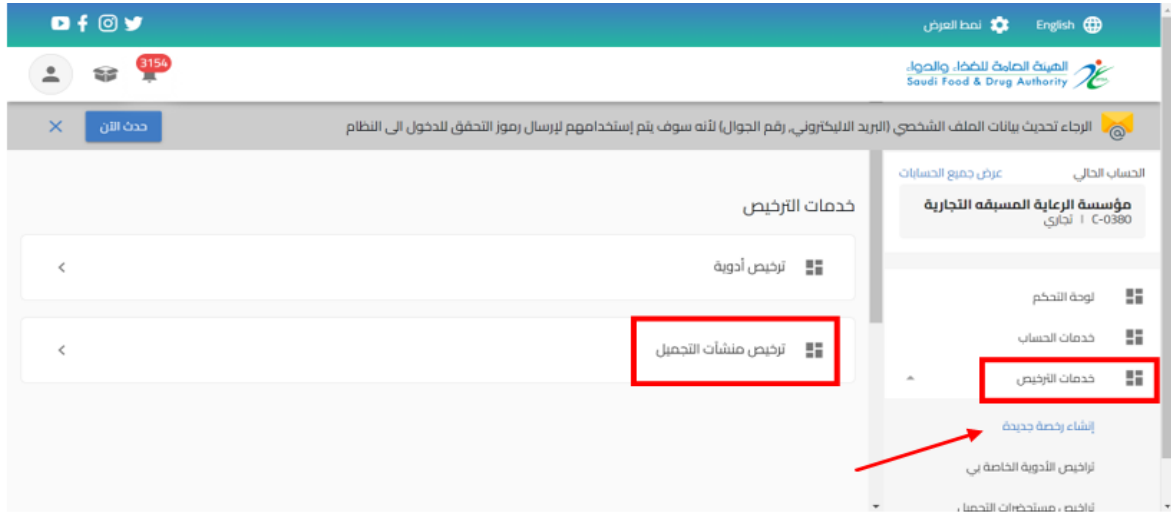 English
نمط العرض
الهيئة العامة للغذاء والدواء
Saudi Food & Drug Authority
3154
الرجاء تحديث بيانات الملف الشخصي (البريد الاليكتروني, رقم الجوال) لأنه سوف يتم إستخدامهم لإرسال رموز التحقق للدخول الى النظام
حدث الآن
الحساب الحالي
عرض جميع الحسابات
مؤسسة الرعاية المسبقه التجارية
C-0380 | تجاري
لوحة التحكم
خدمات الحساب
خدمات الترخيص
إنشاء رخصة جديدة
تراخيص الأدوية الخاصة بي
تراخيص مستحضرات التجميل
خدمات الترخيص
ترخيص أدوية
ترخيص منشآت التجميل